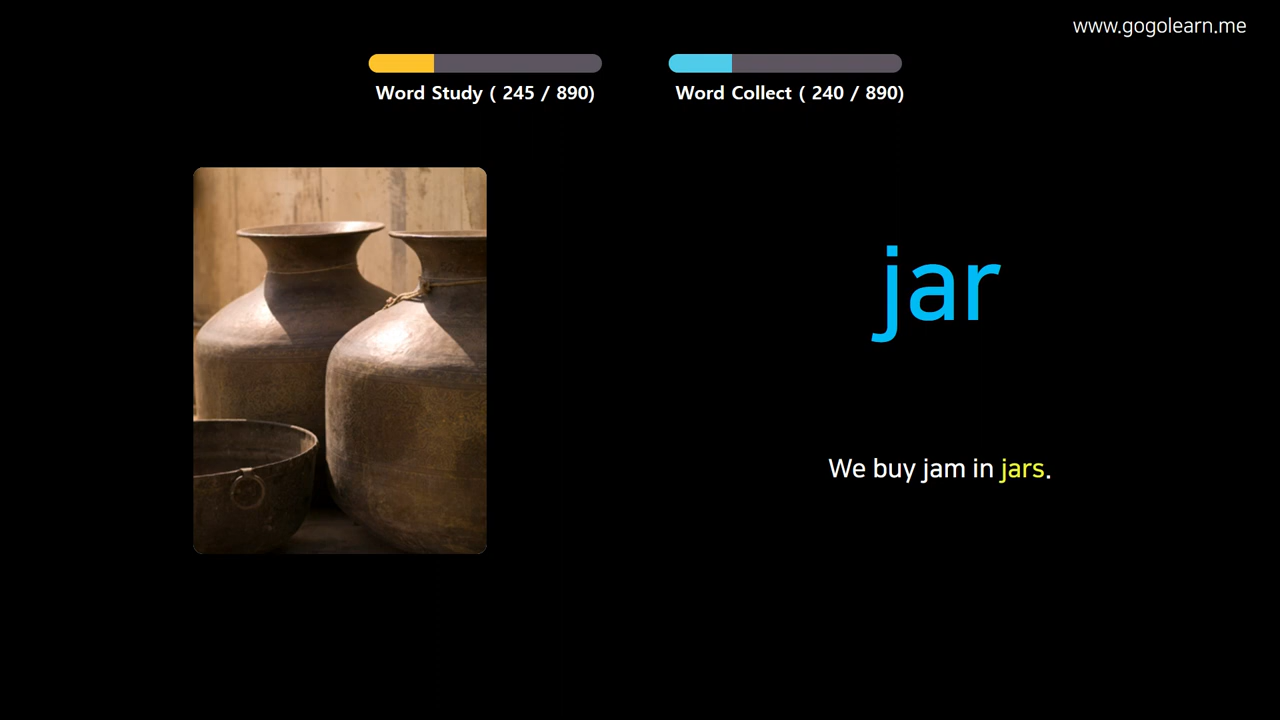 www.gogolearn.me
Word Study ( 245 / 890)
Word Collect ( 240 / 890)
jar
We buy jam in jars.